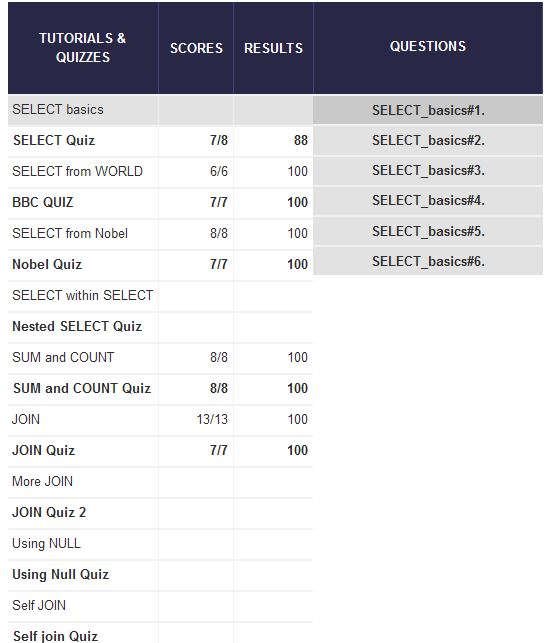 TUTORIALS & QUIZZES SCORES RESULTS QUESTIONS
SELECT basics SELECT_basics#1.
SELECT Quiz 7/8 88 SELECT_basics#2.
SELECT from WORLD 6/6 100 SELECT_basics#3.
BBC QUIZ 7/7 100 SELECT_basics#4.
SELECT from Nobel 8/8 100 SELECT_basics#5.
Nobel Quiz 7/7 100 SELECT_basics#6.
SELECT within SELECT
Nested SELECT Quiz
SUM and COUNT 8/8 100
SUM and COUNT Quiz 8/8 100
JOIN 13/13 100
JOIN Quiz 7/7 100
More JOIN
JOIN Quiz 2
Using NULL
Using Null Quiz
Self JOIN
Self join Quiz